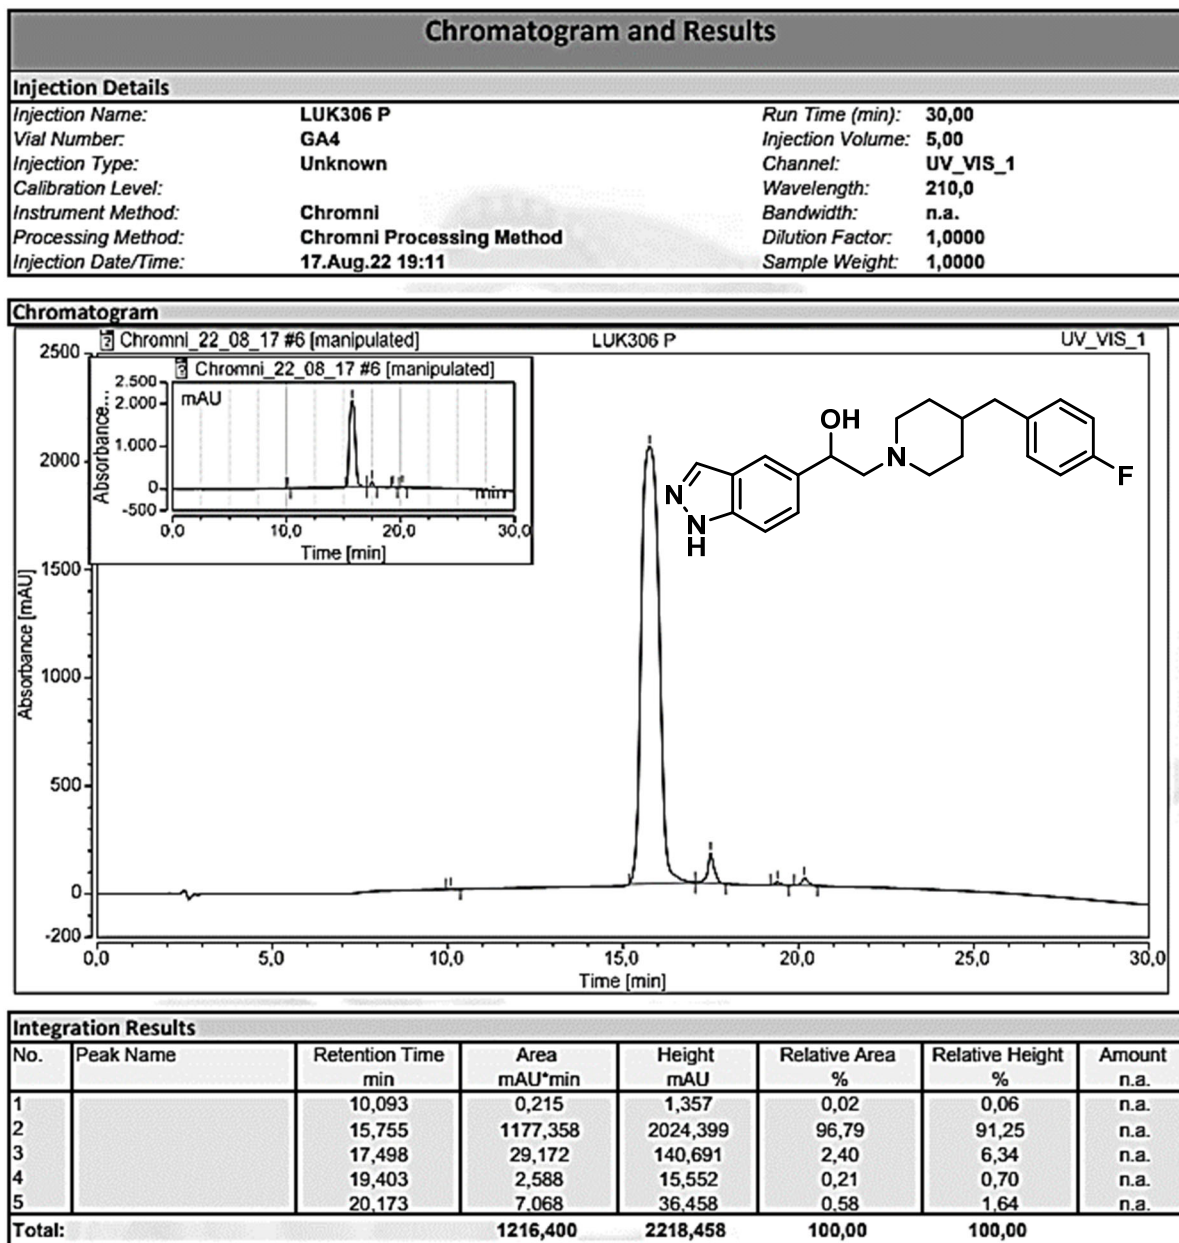 Chromatogram and Results
Injection Details
Injection Name: LUK306 P Run Time (min): 30,00
Vial Number: GA4 Injection Volume: 5,00
Injection Type: Unknown Channel: UV_VIS_1
Calibration Level: Wavelength: 210,0
Instrument Method: Chromni Bandwidth: n.a.
Processing Method: Chromni Processing Method Dilution Factor: 1,0000
Injection Date/Time: 17.Aug.22 19:11 Sample Weight: 1,0000
Chromatogram
Chromni_22_08_17 #6 [manipulated] LUK306 P UV_VIS_1
2500
Chromni_22_08_17 #6 [manipulated]
2.500
2.000
1.000
0
-500
mAU
Absorbance...
0,0 10,0 20,0 30,0
Time [min]
OH
N
F
N
N
H
2000
1500
1000
500
0
-200
Absorbance [mAU]
0,0 5,0 10,0 15,0 20,0 25,0 30,0
Time [min]
Integration Results
No. Peak Name Retention Time Area Height Relative Area Relative Height Amount
min mAU*min mAU % % n.a.
1 10,093 0,215 1,357 0,02 0,06 n.a.
2 15,755 1177,358 2024,399 96,79 91,25 n.a.
3 17,498 29,172 140,691 2,40 6,34 n.a.
4 19,403 2,588 15,552 0,21 0,70 n.a.
5 20,173 7,068 36,458 0,58 1,64 n.a.
Total: 1216,400 2218,458 100,00 100,00